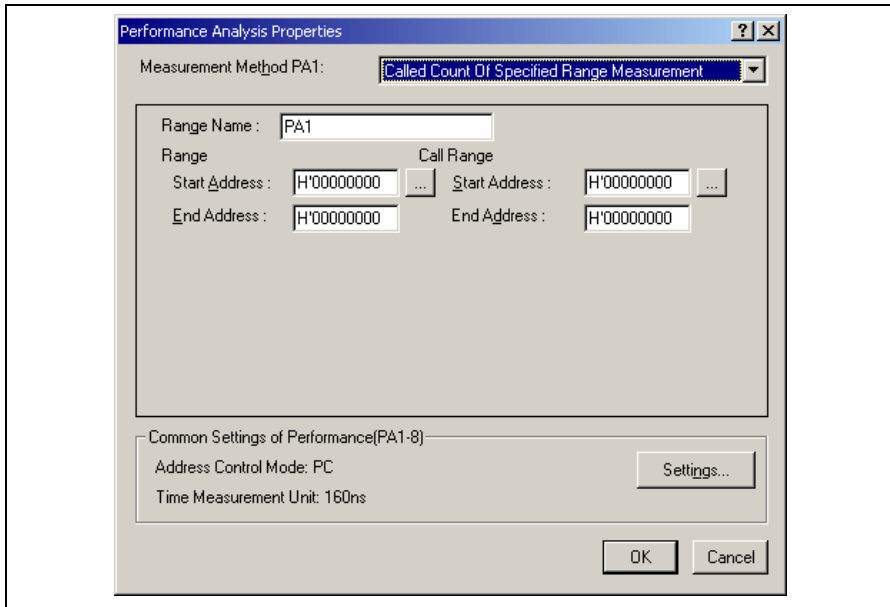 Performance Analysis Properties
Measurement Method PA1: Called Count Of Specified Range Measurement
Range Name : PA1
Range Call Range
Start Address : H'00000000 ... Start Address : H'00000000 ...
End Address : H'00000000 End Address : H'00000000
Common Settings of Performance(PA1-8)
Address Control Mode: PC
Settings...
Time Measurement Unit: 160ns
OK Cancel